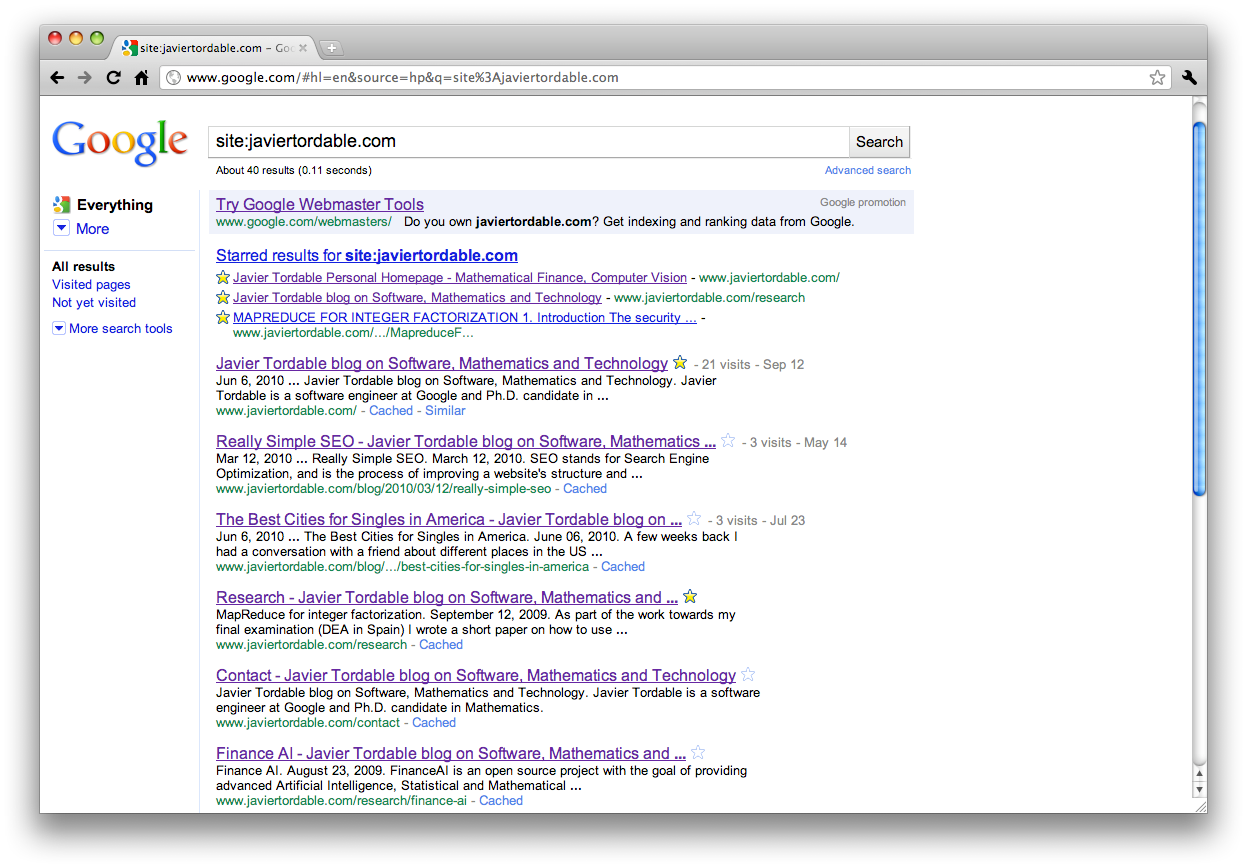 site:javiertordable.com – Goo
www.google.com/#hl=en&source=hp&q=site%3Ajaviertordable.com
Google
site:javiertordable.com
Search
About 40 results (0.11 seconds)
Advanced search
Everything
More
All results
Visited pages
Not yet visited
More search tools
Try Google Webmaster Tools
Google promotion
www.google.com/webmasters/ Do you own javiertordable.com? Get indexing and ranking data from Google.
Starred results for site:javiertordable.com
Javier Tordable Personal Homepage - Mathematical Finance, Computer Vision - www.javiertordable.com/
Javier Tordable blog on Software, Mathematics and Technology - www.javiertordable.com/research
MAPREDUCE FOR INTEGER FACTORIZATION 1. Introduction The security ... -
www.javiertordable.com/.../MapreduceF...
Javier Tordable blog on Software, Mathematics and Technology - 21 visits - Sep 12
Jun 6, 2010 ... Javier Tordable blog on Software, Mathematics and Technology. Javier
Tordable is a software engineer at Google and Ph.D. candidate in ...
www.javiertordable.com/ - Cached - Similar
Really Simple SEO - Javier Tordable blog on Software, Mathematics ... - 3 visits - May 14
Mar 12, 2010 ... Really Simple SEO. March 12, 2010. SEO stands for Search Engine
Optimization, and is the process of improving a website's structure and ...
www.javiertordable.com/blog/2010/03/12/really-simple-seo - Cached
The Best Cities for Singles in America - Javier Tordable blog on ... - 3 visits - Jul 23
Jun 6, 2010 ... The Best Cities for Singles in America. June 06, 2010. A few weeks back I
had a conversation with a friend about different places in the US ...
www.javiertordable.com/blog/.../best-cities-for-singles-in-america - Cached
Research - Javier Tordable blog on Software, Mathematics and ...
MapReduce for integer factorization. September 12, 2009. As part of the work towards my
final examination (DEA in Spain) I wrote a short paper on how to use ...
www.javiertordable.com/research - Cached
Contact - Javier Tordable blog on Software, Mathematics and Technology
Javier Tordable blog on Software, Mathematics and Technology. Javier Tordable is a software
engineer at Google and Ph.D. candidate in Mathematics.
www.javiertordable.com/contact - Cached
Finance AI - Javier Tordable blog on Software, Mathematics and ...
Finance AI. August 23, 2009. FinanceAI is an open source project with the goal of providing
advanced Artificial Intelligence, Statistical and Mathematical ...
www.javiertordable.com/research/finance-ai - Cached